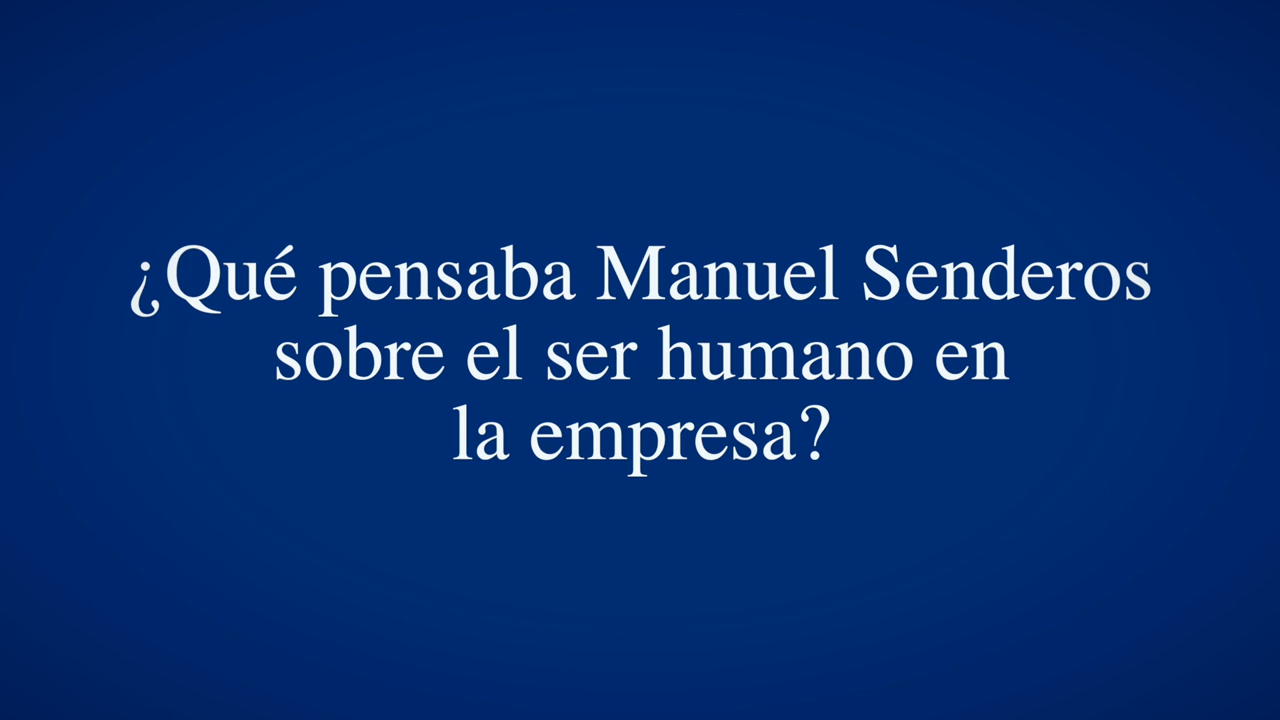 ¿Qué pensaba Manuel Senderos
sobre el ser humano en
la empresa?